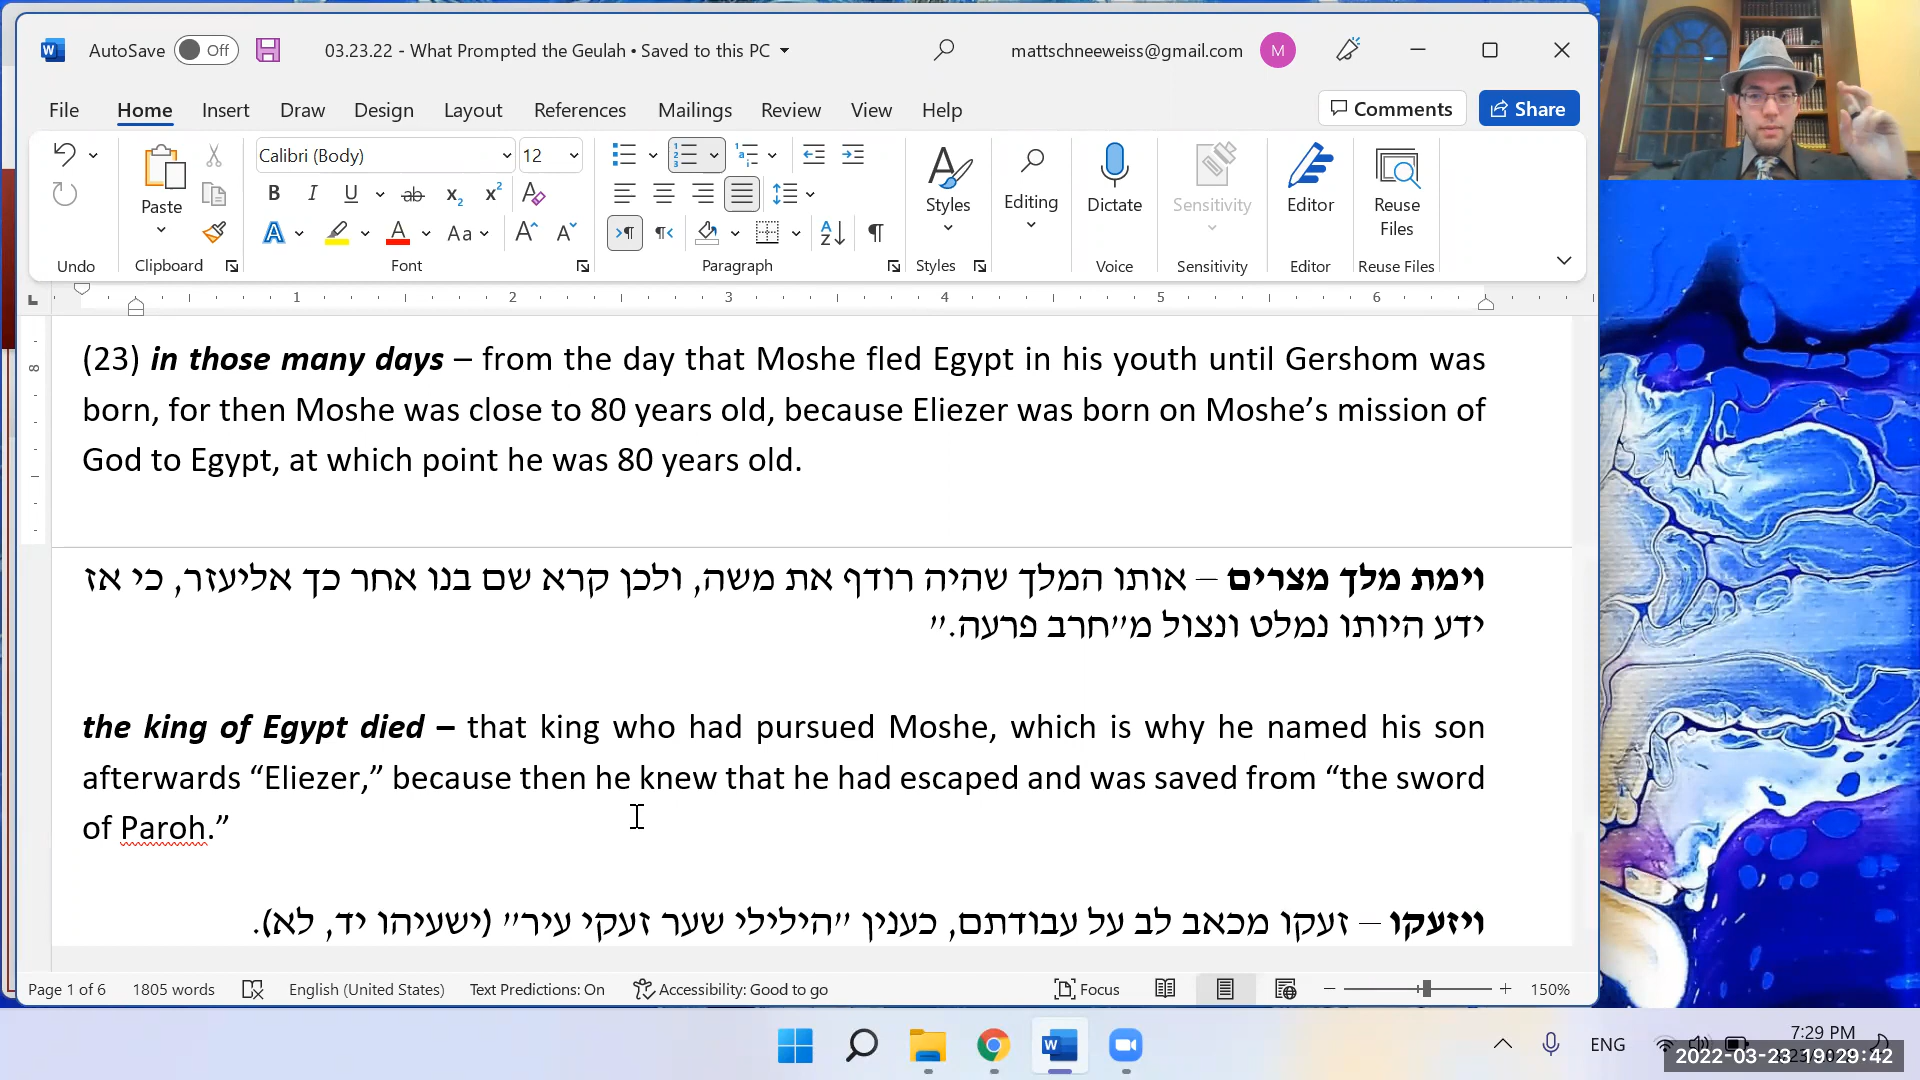 AutoSave Off 03.23.22 - What Prompted the Geulah • Saved to this PC mattschneeweiss@gmail.com M
File Home Insert Draw Design Layout References Mailings Review View Help Comments Share
Calibri (Body) 12
Paste Styles Editing Dictate Sensitivity Editor Reuse Files
Undo Clipboard Font Paragraph Styles Voice Sensitivity Editor Reuse Files
1 2 3 4 5 6
(23) in those many days – from the day that Moshe fled Egypt in his youth until Gershom was
born, for then Moshe was close to 80 years old, because Eliezer was born on Moshe’s mission of
God to Egypt, at which point he was 80 years old.
וימת מלך מצרים – אותו המלך שהיה רודף את משה, ולכן קרא שם בנו אחר כך אליעזר, כי אז
ידע היותו נמלט ונצול מ״חרב פרעה.״
the king of Egypt died – that king who had pursued Moshe, which is why he named his son
afterwards “Eliezer,” because then he knew that he had escaped and was saved from “the sword
of Paroh.”
ויזעקו – זעקו מכאב לב על עבודתם, כענין ״הילילי שער זעקי עיר״ (ישעיהו יד, לא).
Page 1 of 6 1805 words English (United States) Text Predictions: On Accessibility: Good to go Focus 150%
ENG 7:29 PM
2022-03-23 19:29:42